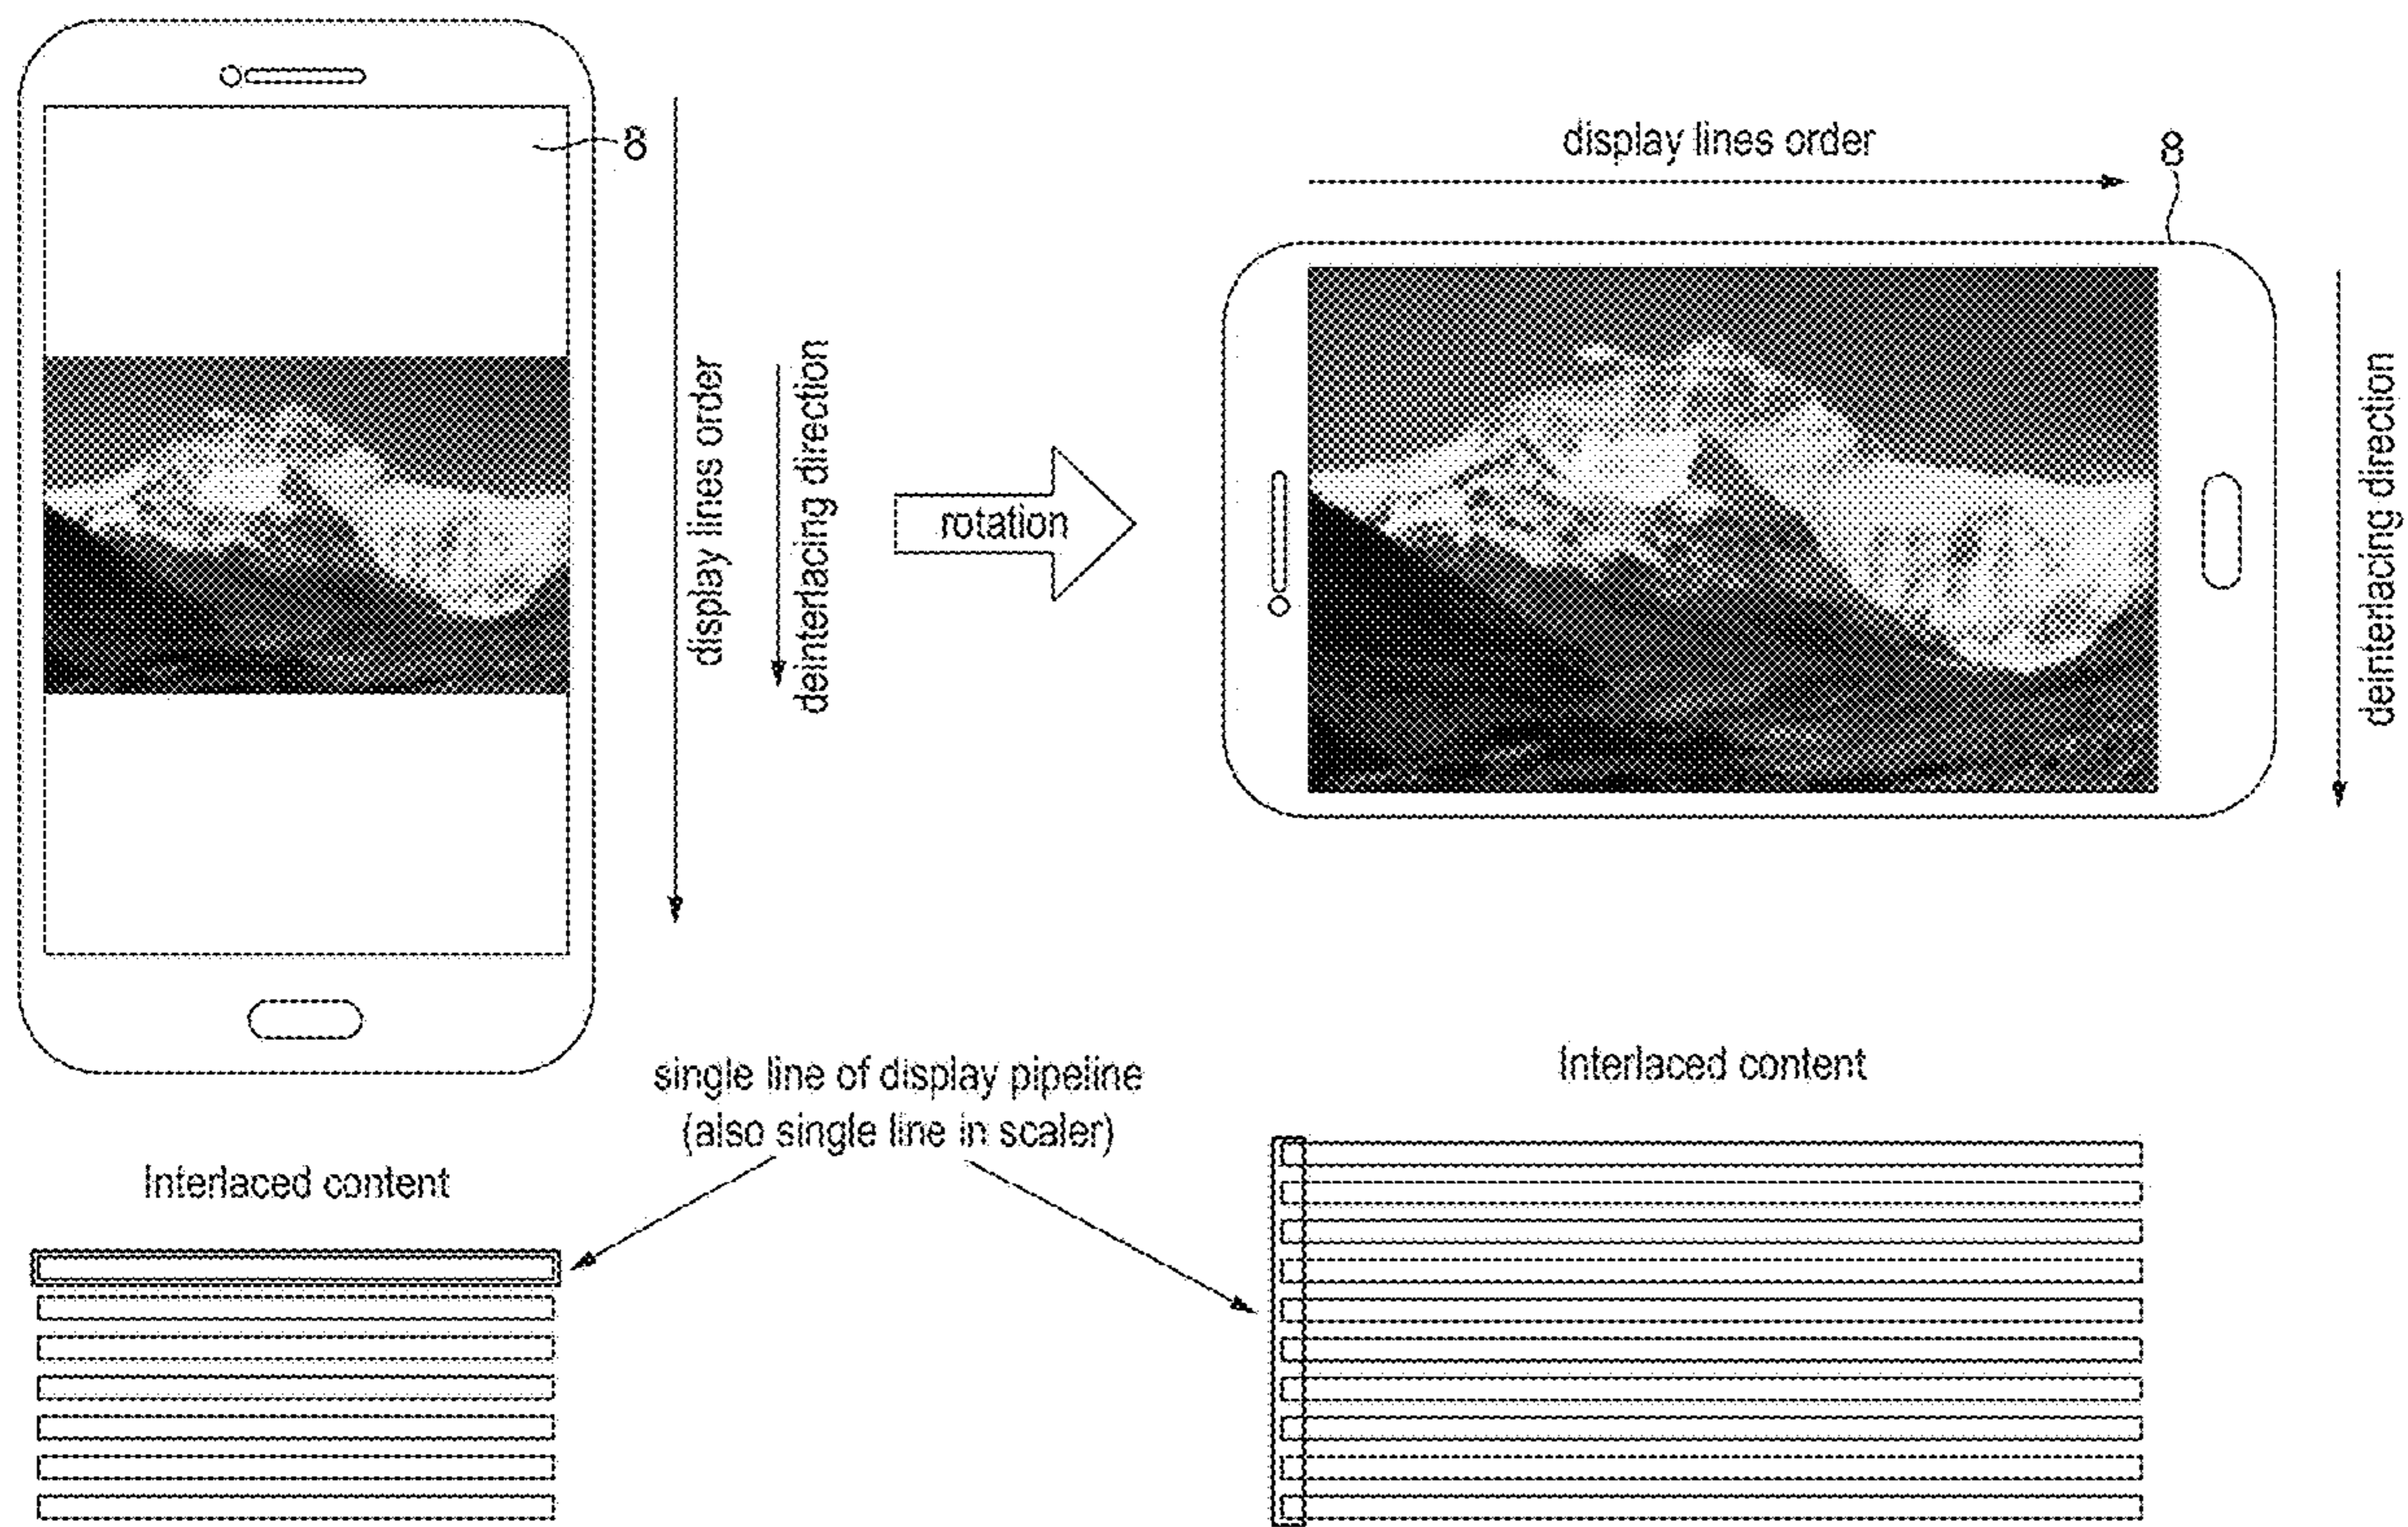 8
display lines order
deinterlacing direction
rotation
display lines order
8
deinterlacing direction
single line of display pipeline
(also single line in scaler)
Interlaced content
Interlaced content